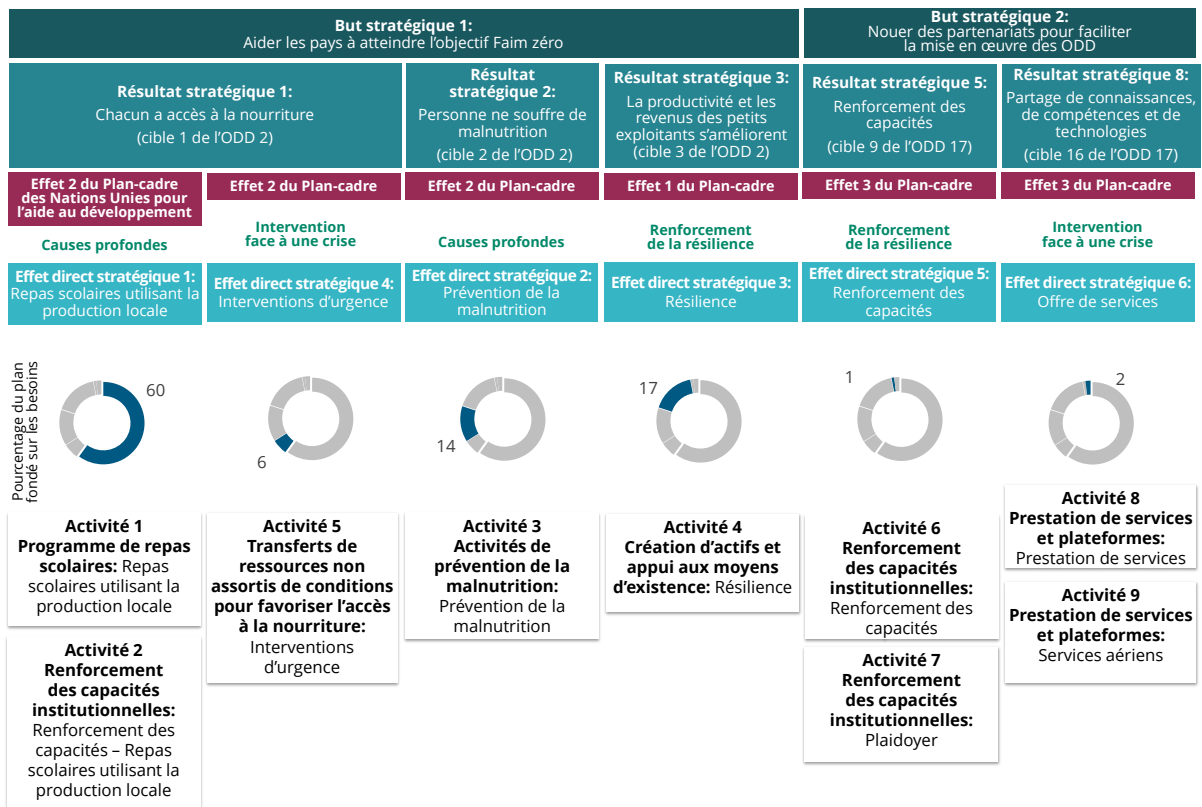 But stratégique 1:
Aider les pays à atteindre l’objectif Faim zéro
But stratégique 2:
Nouer des partenariats pour faciliter
la mise en œuvre des ODD
Résultat stratégique 1:
Chacun a accès à la nourriture
(cible 1 de l’ODD 2)
Résultat
stratégique 2:
Personne ne souffre de
malnutrition
(cible 2 de l’ODD 2)
Résultat stratégique 3:
La productivité et les
revenus des petits
exploitants s’améliorent
(cible 3 de l’ODD 2)
Résultat stratégique 5:
Renforcement des
capacités
(cible 9 de l’ODD 17)
Résultat stratégique 8:
Partage de connaissances,
de compétences et de
technologies
(cible 16 de l’ODD 17)
Effet 2 du Plan-cadre
des Nations Unies pour
l’aide au développement
Effet 2 du Plan-cadre
Effet 2 du Plan-cadre
Effet 1 du Plan-cadre
Effet 3 du Plan-cadre
Effet 3 du Plan-cadre
Causes profondes
Intervention
face à une crise
Causes profondes
Renforcement
de la résilience
Renforcement
de la résilience
Intervention
face à une crise
Effet direct stratégique 1:
Repas scolaires utilisant la
production locale
Effet direct stratégique 4:
Interventions d’urgence
Effet direct stratégique 2:
Prévention de la
malnutrition
Effet direct stratégique 3:
Résilience
Effet direct stratégique 5:
Renforcement des
capacités
Effet direct stratégique 6:
Offre de services
Pourcentage du plan
fondé sur les besoins
60
6
14
17
1
2
Activité 1
Programme de repas
scolaires: Repas
scolaires utilisant la
production locale
Activité 2
Renforcement
des capacités
institutionnelles:
Renforcement des
capacités – Repas
scolaires utilisant la
production locale
Activité 5
Transferts de
ressources non
assortis de conditions
pour favoriser l’accès
à la nourriture:
Interventions
d’urgence
Activité 3
Activités de
prévention de la
malnutrition:
Prévention de la
malnutrition
Activité 4
Création d’actifs et
appui aux moyens
d’existence: Résilience
Activité 6
Renforcement
des capacités
institutionnelles:
Renforcement des
capacités
Activité 7
Renforcement
des capacités
institutionnelles:
Plaidoyer
Activité 8
Prestation de services
et plateformes:
Prestation de services
Activité 9
Prestation de services
et plateformes:
Services aériens